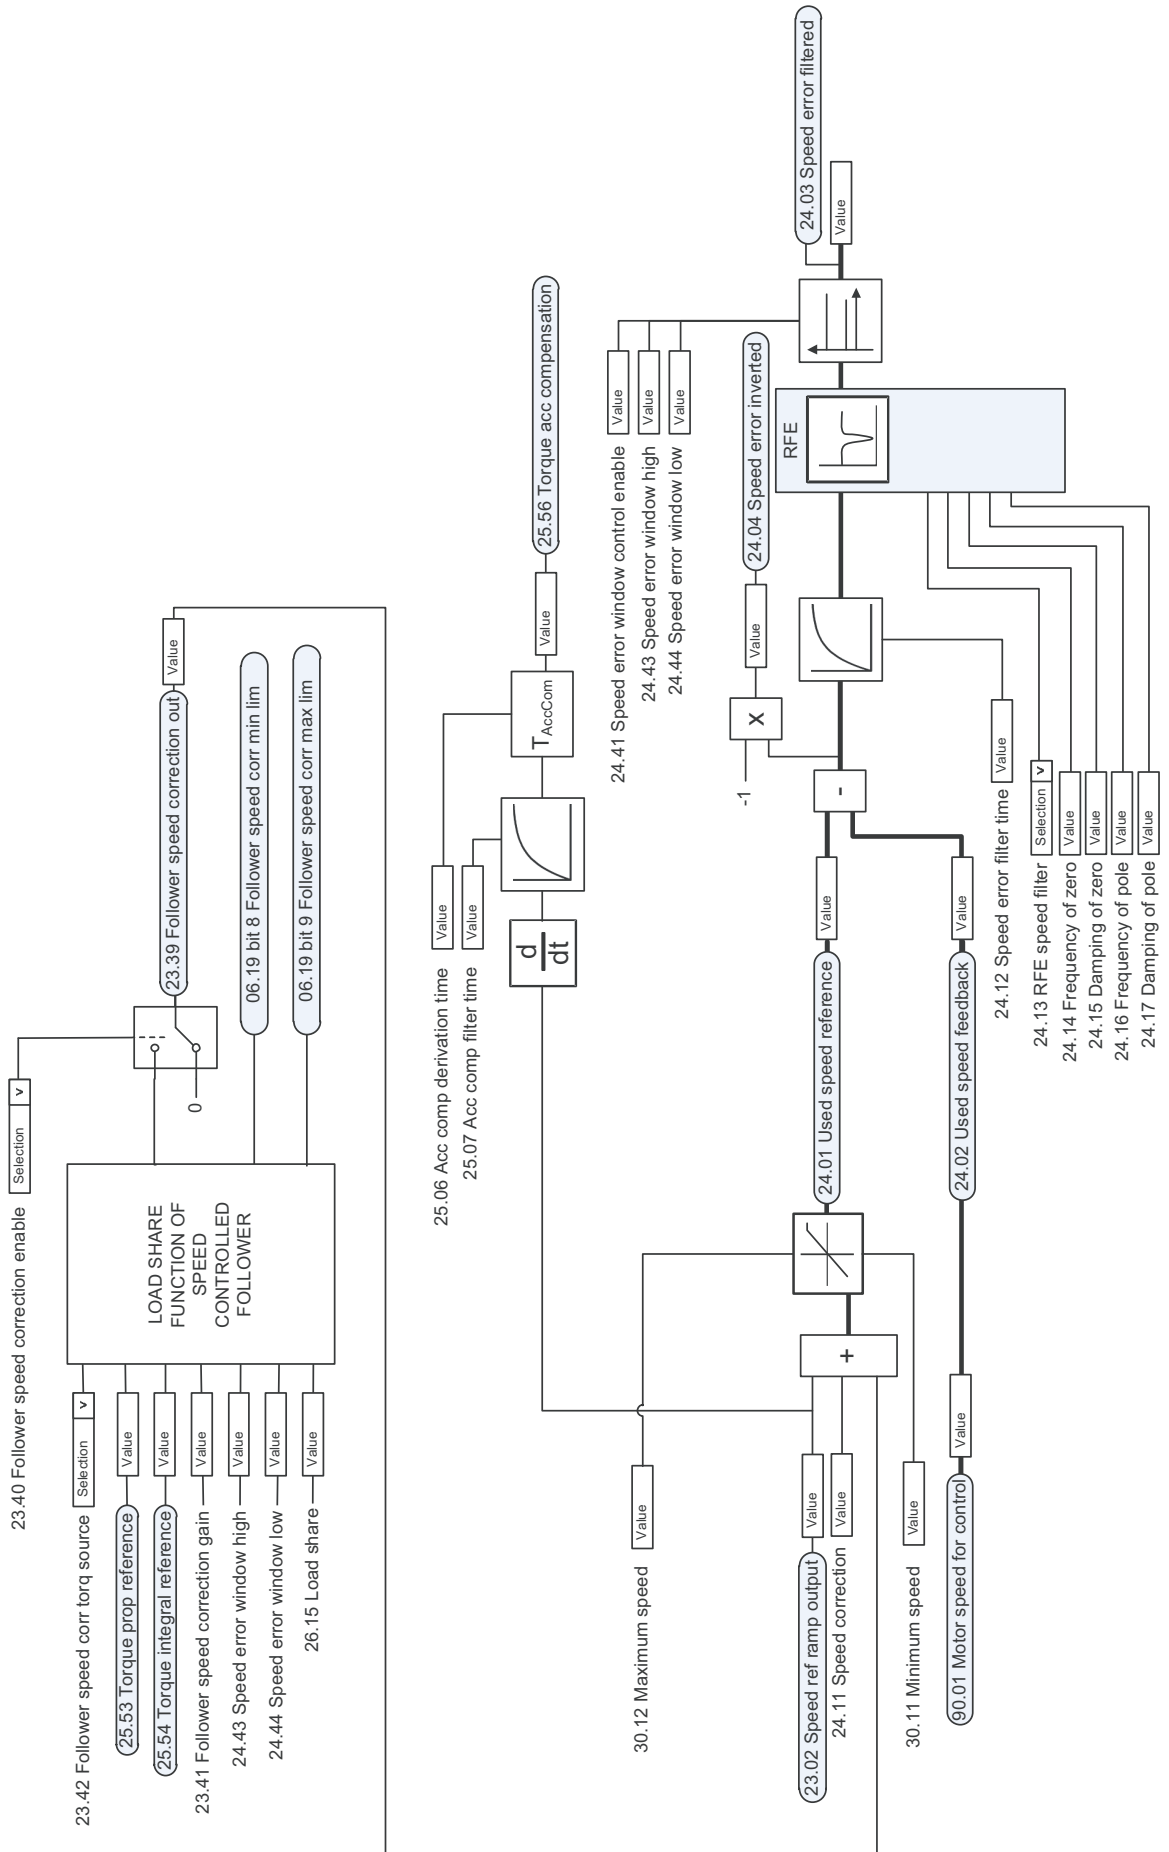 23.40 Follower speed correction enable
Selection
v
23.42 Follower speed corr torq source
Selection
v
25.53 Torque prop reference
Value
25.54 Torque integral reference
Value
23.41 Follower speed correction gain
Value
24.43 Speed error window high
Value
24.44 Speed error window low
Value
26.15 Load share
Value
LOAD SHARE
FUNCTION OF
SPEED
CONTROLLED
FOLLOWER
0
23.39 Follower speed correction out
Value
06.19 bit 8 Follower speed corr min lim
06.19 bit 9 Follower speed corr max lim
25.06 Acc comp derivation time
Value
25.07 Acc comp filter time
Value
d
dt
TAccCom
Value
25.56 Torque acc compensation
24.41 Speed error window control enable
Value
24.43 Speed error window high
Value
24.44 Speed error window low
Value
30.12 Maximum speed
Value
-1
X
Value
24.04 Speed error inverted
23.02 Speed ref ramp output
Value
24.11 Speed correction
Value
+
24.01 Used speed reference
Value
-
RFE
24.03 Speed error filtered
Value
30.11 Minimum speed
Value
90.01 Motor speed for control
Value
24.02 Used speed feedback
Value
24.12 Speed error filter time
Value
24.13 RFE speed filter
Selection
v
24.14 Frequency of zero
Value
24.15 Damping of zero
Value
24.16 Frequency of pole
Value
24.17 Damping of pole
Value